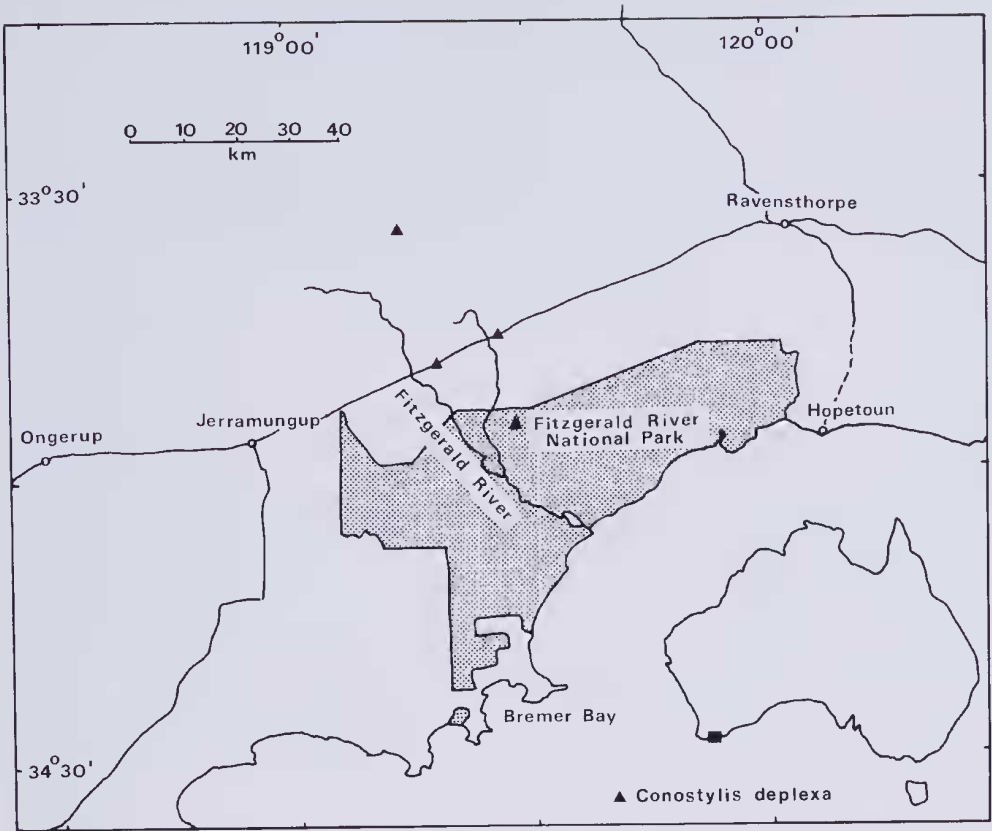 119°00'
120°00'
0 10 20 30 40
km
33°30'
Ravensthorpe
Fitzgerald River
Jerramungup
Ongerup
Fitzgerald River
National Park
Hopetoun
Bremer Bay
34°30'
▲ Conostylis deplexa